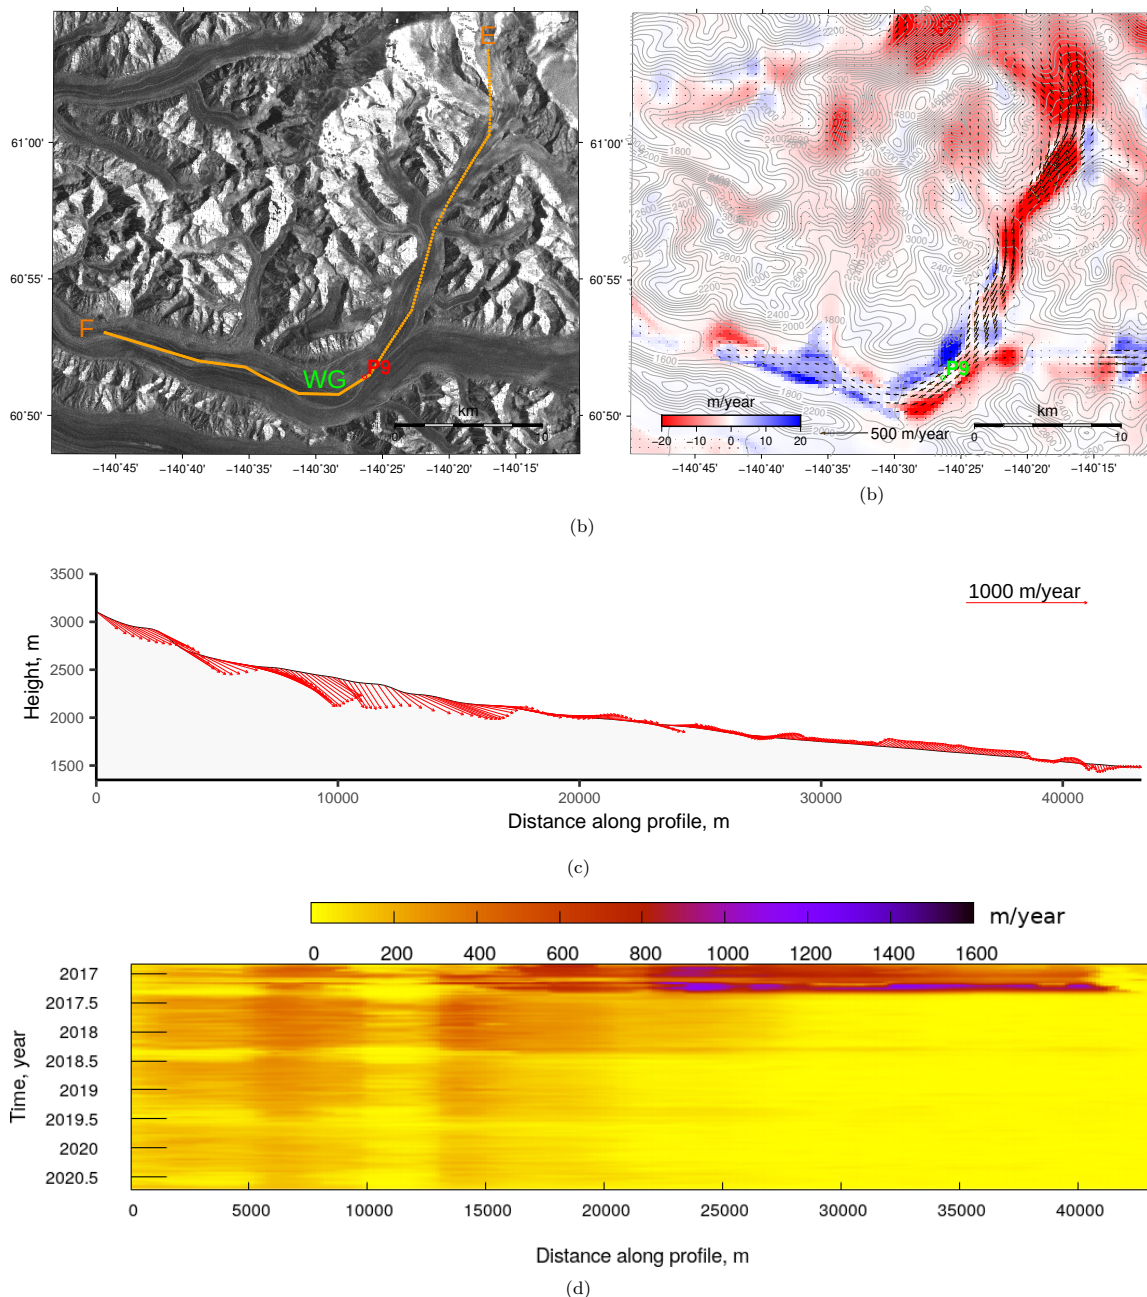 E
61°00'
60°55'
60°50'
F
WG
P9
km
0 10
−140°45' −140°40' −140°35' −140°30' −140°25' −140°20' −140°15'
(b)
61°00'
60°55'
60°50'
P9
m/year
−20 −10 0 10 20
500 m/year
km
0 10
−140°45' −140°40' −140°35' −140°30' −140°25' −140°20' −140°15'
(b)
3500
3000
2500
2000
1500
Height, m
1000 m/year
0 10000 20000 30000 40000
Distance along profile, m
(c)
m/year
0 200 400 600 800 1000 1200 1400 1600
2017
2017.5
2018
2018.5
2019
2019.5
2020
2020.5
Time, year
0 5000 10000 15000 20000 25000 30000 35000 40000
Distance along profile, m
(d)